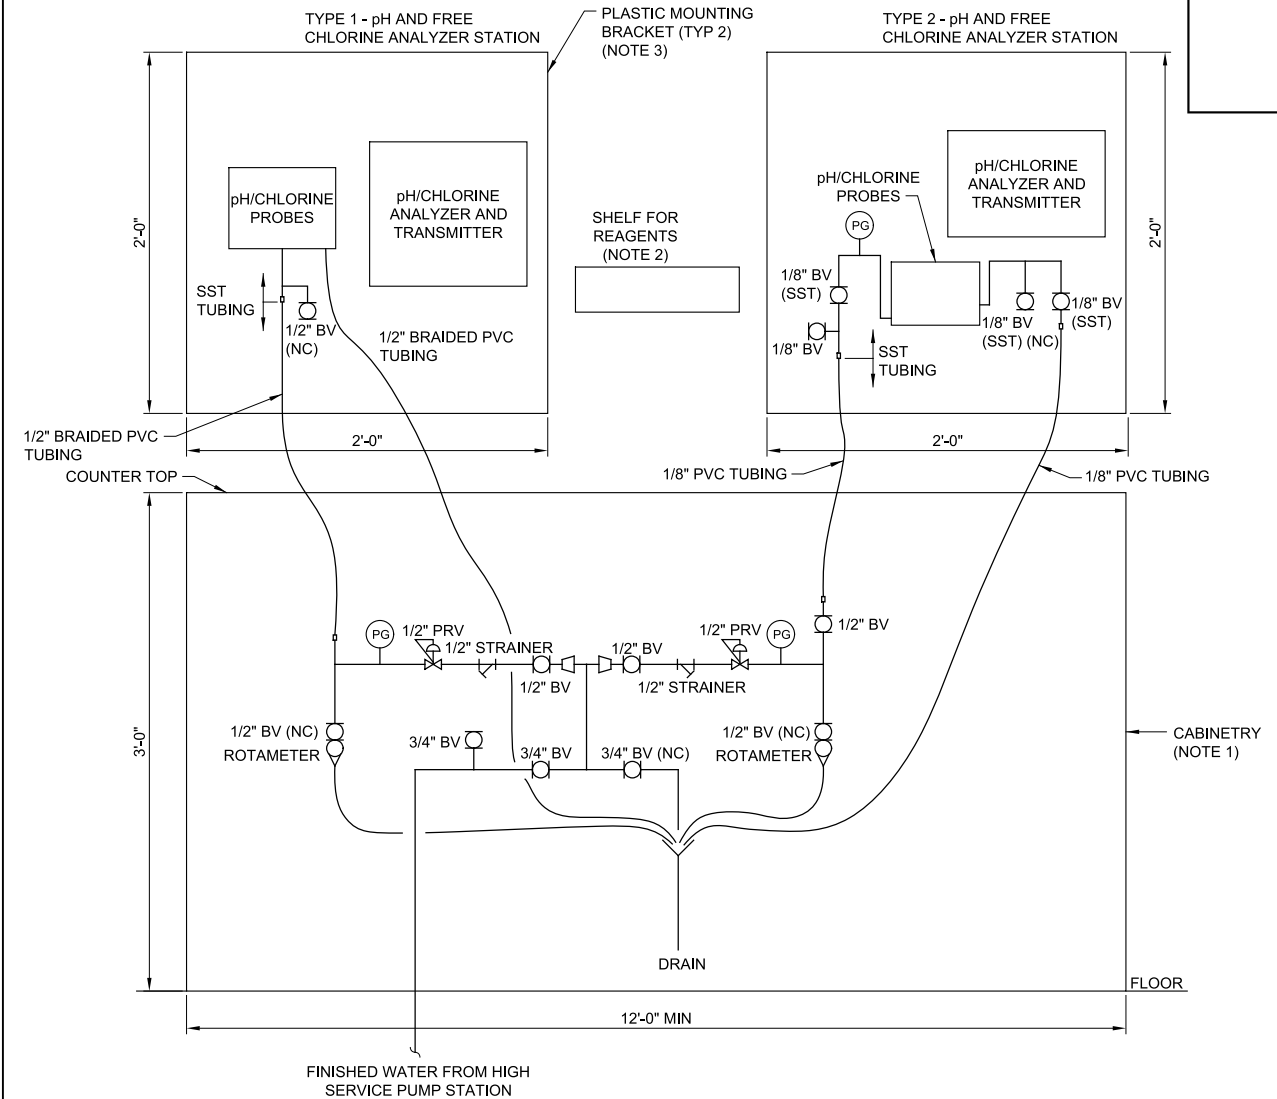 TYPE 1 - pH AND FREE
CHLORINE ANALYZER STATION
PLASTIC MOUNTING
BRACKET (TYP 2)
(NOTE 3)
TYPE 2 - pH AND FREE
CHLORINE ANALYZER STATION
2'-0"
pH/CHLORINE
PROBES
pH/CHLORINE
ANALYZER AND
TRANSMITTER
SST
TUBING
1/2" BV
(NC)
1/2" BRAIDED PVC
TUBING
SHELF FOR
REAGENTS
(NOTE 2)
pH/CHLORINE
PROBES
pH/CHLORINE
ANALYZER AND
TRANSMITTER
PG
1/8" BV
(SST)
1/8" BV
SST
TUBING
1/8" BV
(SST) (NC)
1/8" BV
(SST)
2'-0"
1/2" BRAIDED PVC
TUBING
2'-0"
2'-0"
COUNTER TOP
1/8" PVC TUBING
1/8" PVC TUBING
3'-0"
PG
1/2" PRV
1/2" STRAINER
1/2" BV
1/2" BV
1/2" STRAINER
1/2" PRV
PG
1/2" BV
1/2" BV (NC)
ROTAMETER
3/4" BV
3/4" BV
3/4" BV (NC)
1/2" BV (NC)
ROTAMETER
CABINETRY
(NOTE 1)
DRAIN
FLOOR
12'-0" MIN
FINISHED WATER FROM HIGH
SERVICE PUMP STATION